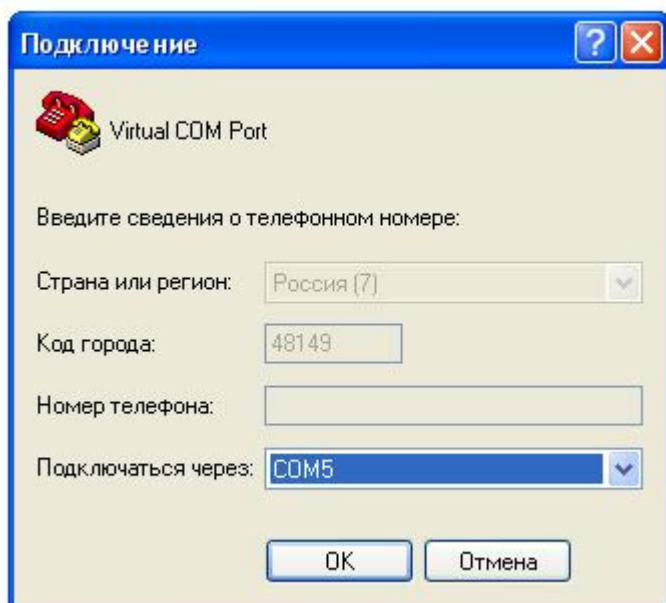 Подключение
Virtual COM Port
Введите сведения о телефонном номере:
Страна или регион: Россия (7)
Код города: 48149
Номер телефона:
Подключаться через: COM5
OK Отмена